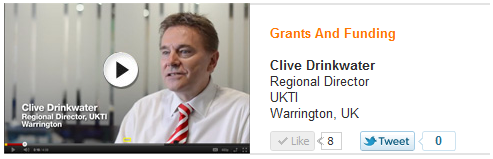 Clive Drinkwater
Regional Director, UKTI
Warrington
Grants And Funding
Clive Drinkwater
Regional Director
UKTI
Warrington, UK
Like 8
Tweet 0